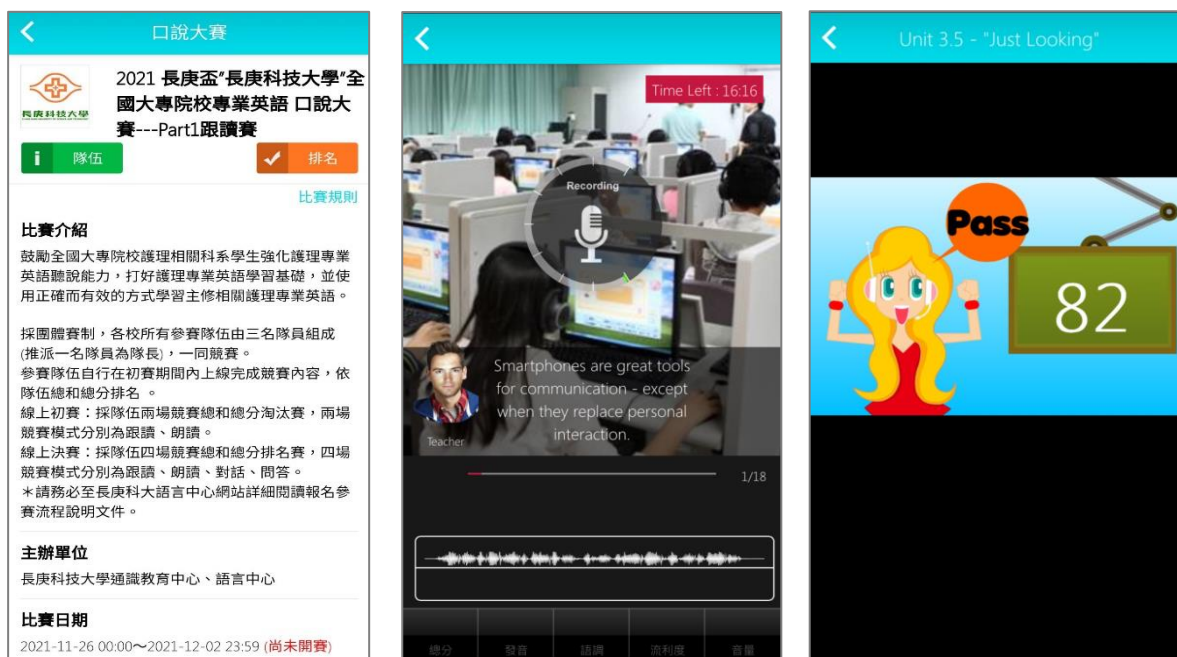 口說大賽
長庚科技大學
2021 長庚盃"長庚科技大學"全
國大專院校專業英語 口說大
賽---Part1跟讀賽
i 隊伍
排名
比賽規則
比賽介紹
鼓勵全國大專院校護理相關科系學生強化護理專業
英語聽說能力，打好護理專業英語學習基礎，並使
用正確而有效的方式學習主修相關護理專業英語。
採團體賽制，各校所有參賽隊伍由三名隊員組成
(推派一名隊員為隊長)，一同競賽。
參賽隊伍自行在初賽期間內上線完成競賽內容，依
隊伍總和總分排名 。
線上初賽：採隊伍兩場競賽總和總分淘汰賽，兩場
競賽模式分別為跟讀、朗讀。
線上決賽：採隊伍四場競賽總和總分排名賽，四場
競賽模式分別為跟讀、朗讀、對話、問答。
＊請務必至長庚科大語言中心網站詳細閱讀報名參
賽流程說明文件。
主辦單位
長庚科技大學通識教育中心、語言中心
比賽日期
2021-11-26 00:00～2021-12-02 23:59 (尚未開賽)
Time Left : 16:16
Recording
Smartphones are great tools
for communication - except
when they replace personal
interaction.
Teacher
1/18
總分 發音 語調 流利度 音量
Unit 3.5 - "Just Looking"
Pass
82